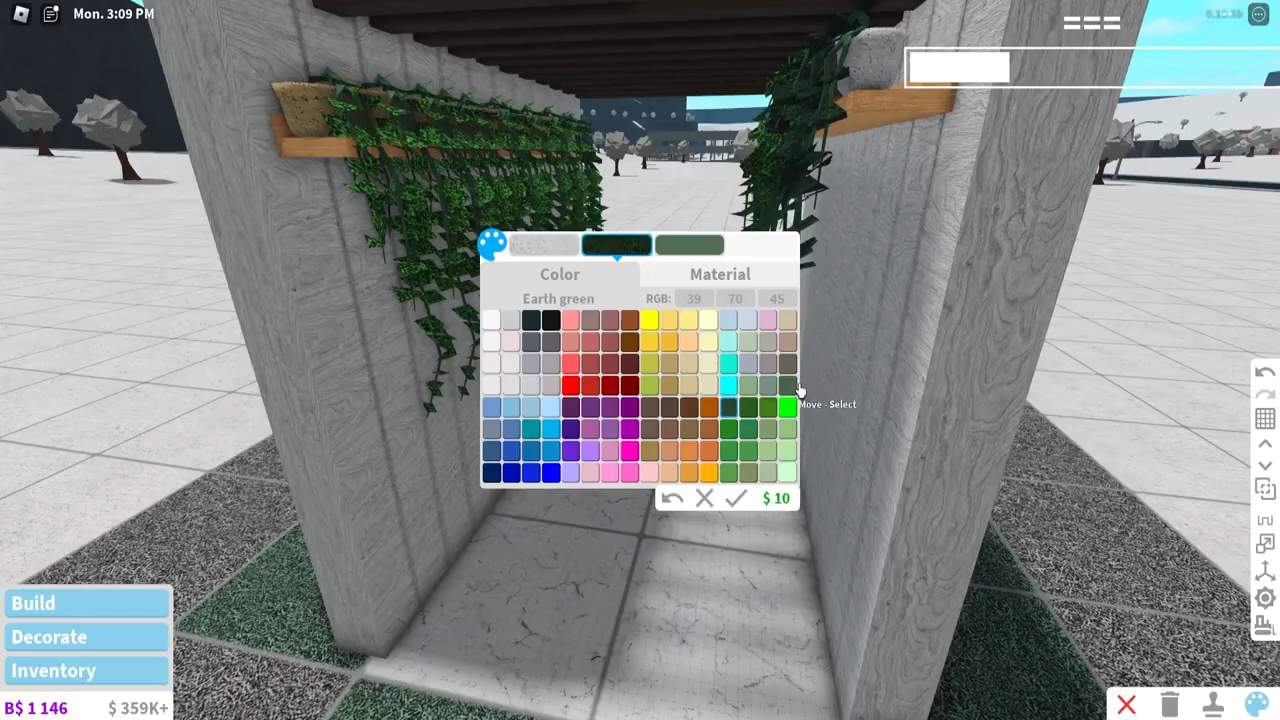 Mon. 3:09 PM
Color
Material
Earth green
RGB: 39 70 45
Move - Select
$ 10
Build
Decorate
Inventory
B$ 1 146
$ 359K+